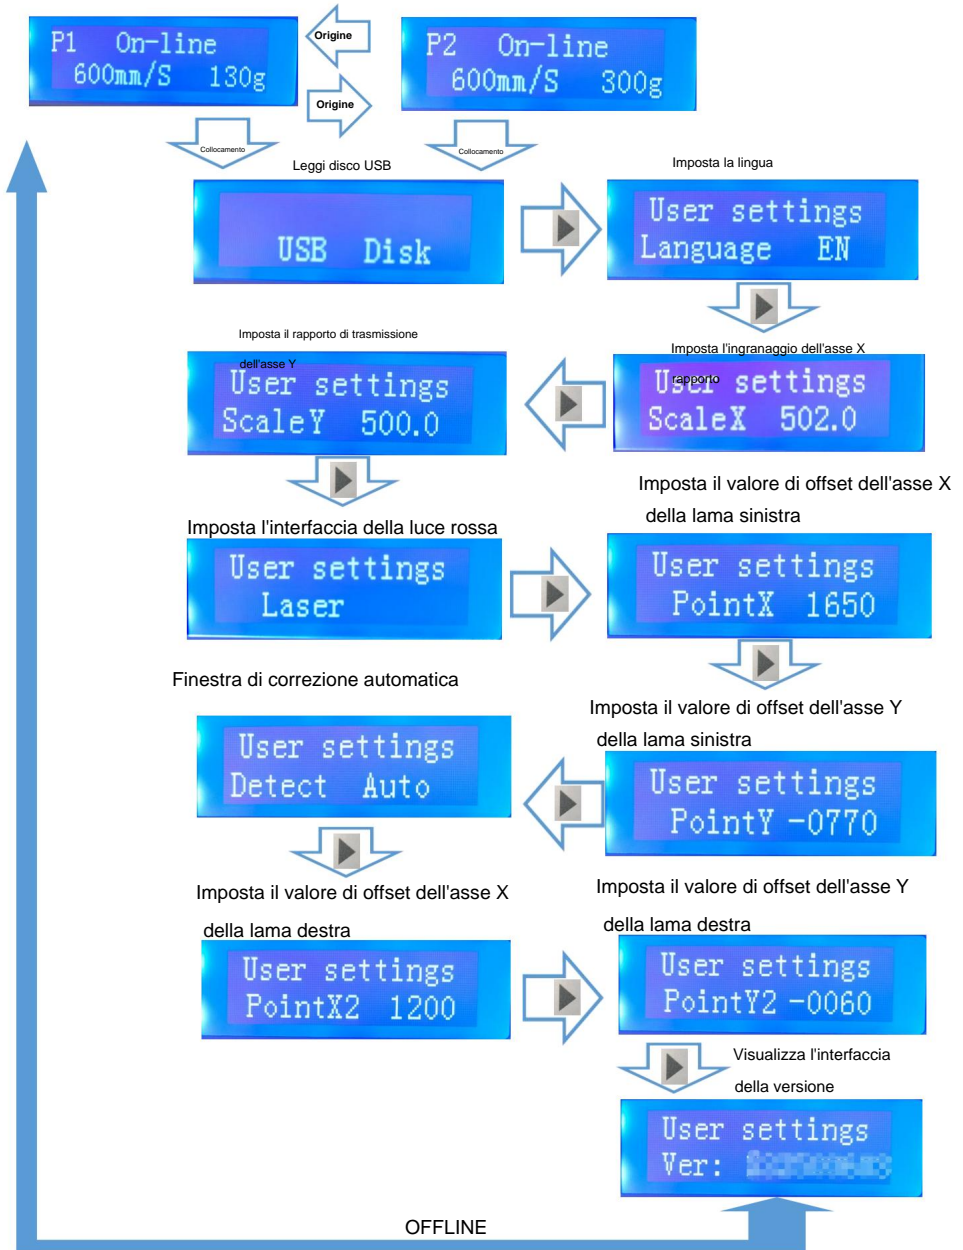 P1 On-line
600mm/S 130g
Origine
P2 On-line
600mm/S 300g
Origine
Collocamento
Collocamento
Leggi disco USB
USB Disk
Imposta la lingua
User settings
Language EN
Imposta l'ingranaggio dell'asse X
rapporto
User settings
ScaleX 502.0
Imposta il rapporto di trasmissione
dell'asse Y
User settings
ScaleY 500.0
Imposta l'interfaccia della luce rossa
User settings
Laser
Imposta il valore di offset dell'asse X
della lama sinistra
User settings
PointX 1650
Imposta il valore di offset dell'asse Y
della lama sinistra
User settings
PointY -0770
Finestra di correzione automatica
User settings
Detect Auto
Imposta il valore di offset dell'asse X
della lama destra
User settings
PointX2 1200
Imposta il valore di offset dell'asse Y
della lama destra
User settings
PointY2 -0060
Visualizza l'interfaccia
della versione
User settings
Ver:
OFFLINE